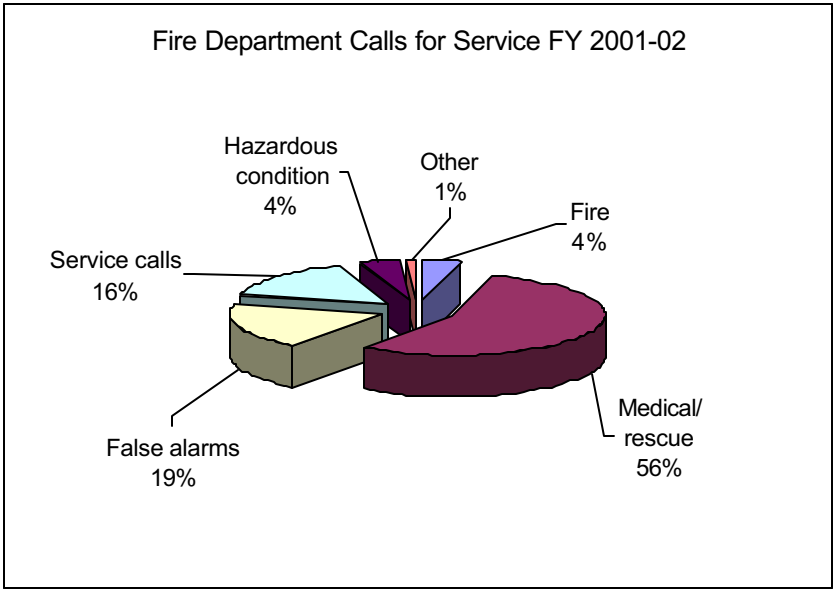 Fire Department Calls for Service FY 2001-02
Hazardous
condition
4%
Other
1%
Fire
4%
Service calls
16%
Medical/
rescue
56%
False alarms
19%